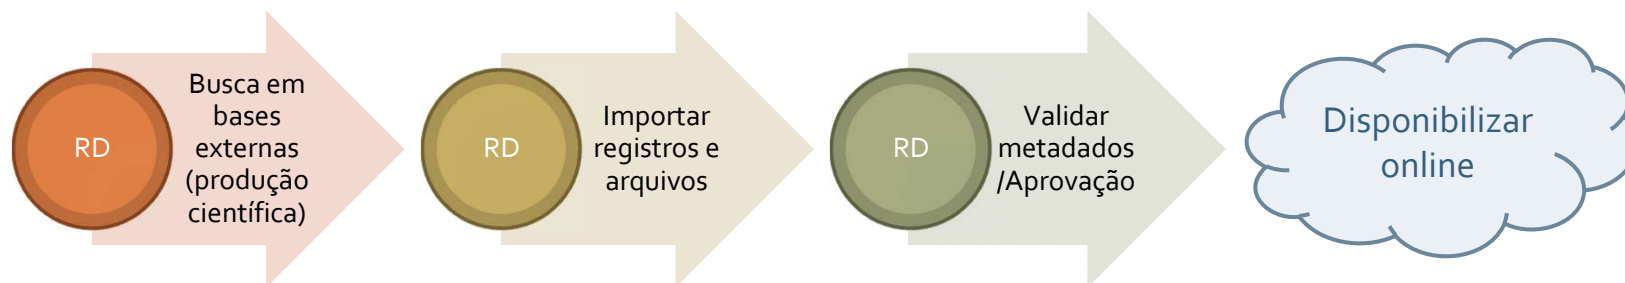 RD
Busca em
bases
externas
(produção
científica)
RD
Importar
registros e
arquivos
RD
Validar
metadados
/Aprovação
Disponibilizar
online